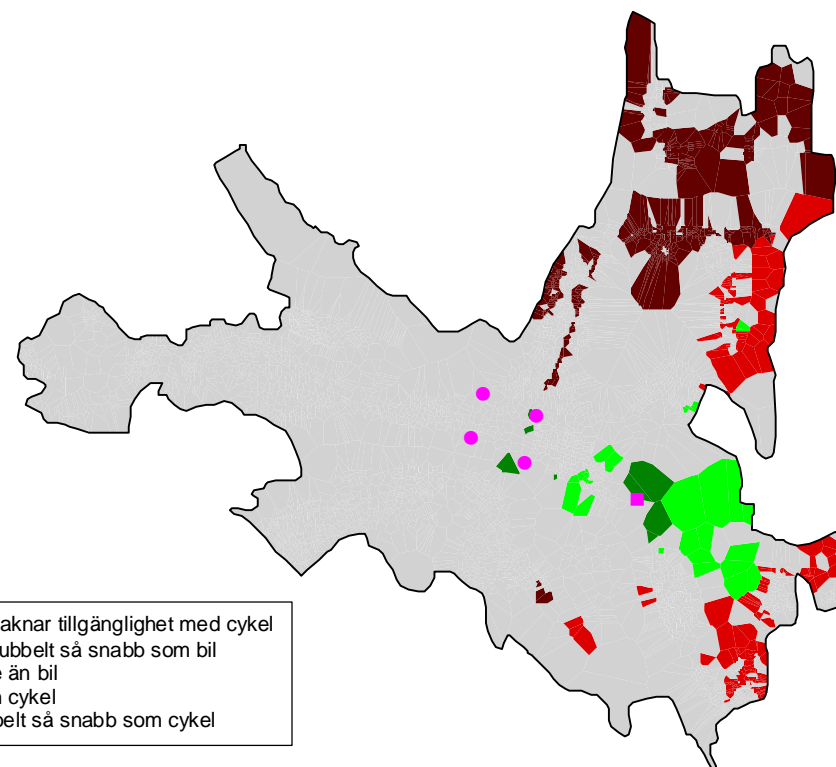 aknar tillgänglighet med cykel
ubbelt så snabb som bil
än bil
cykel
belt så snabb som cykel